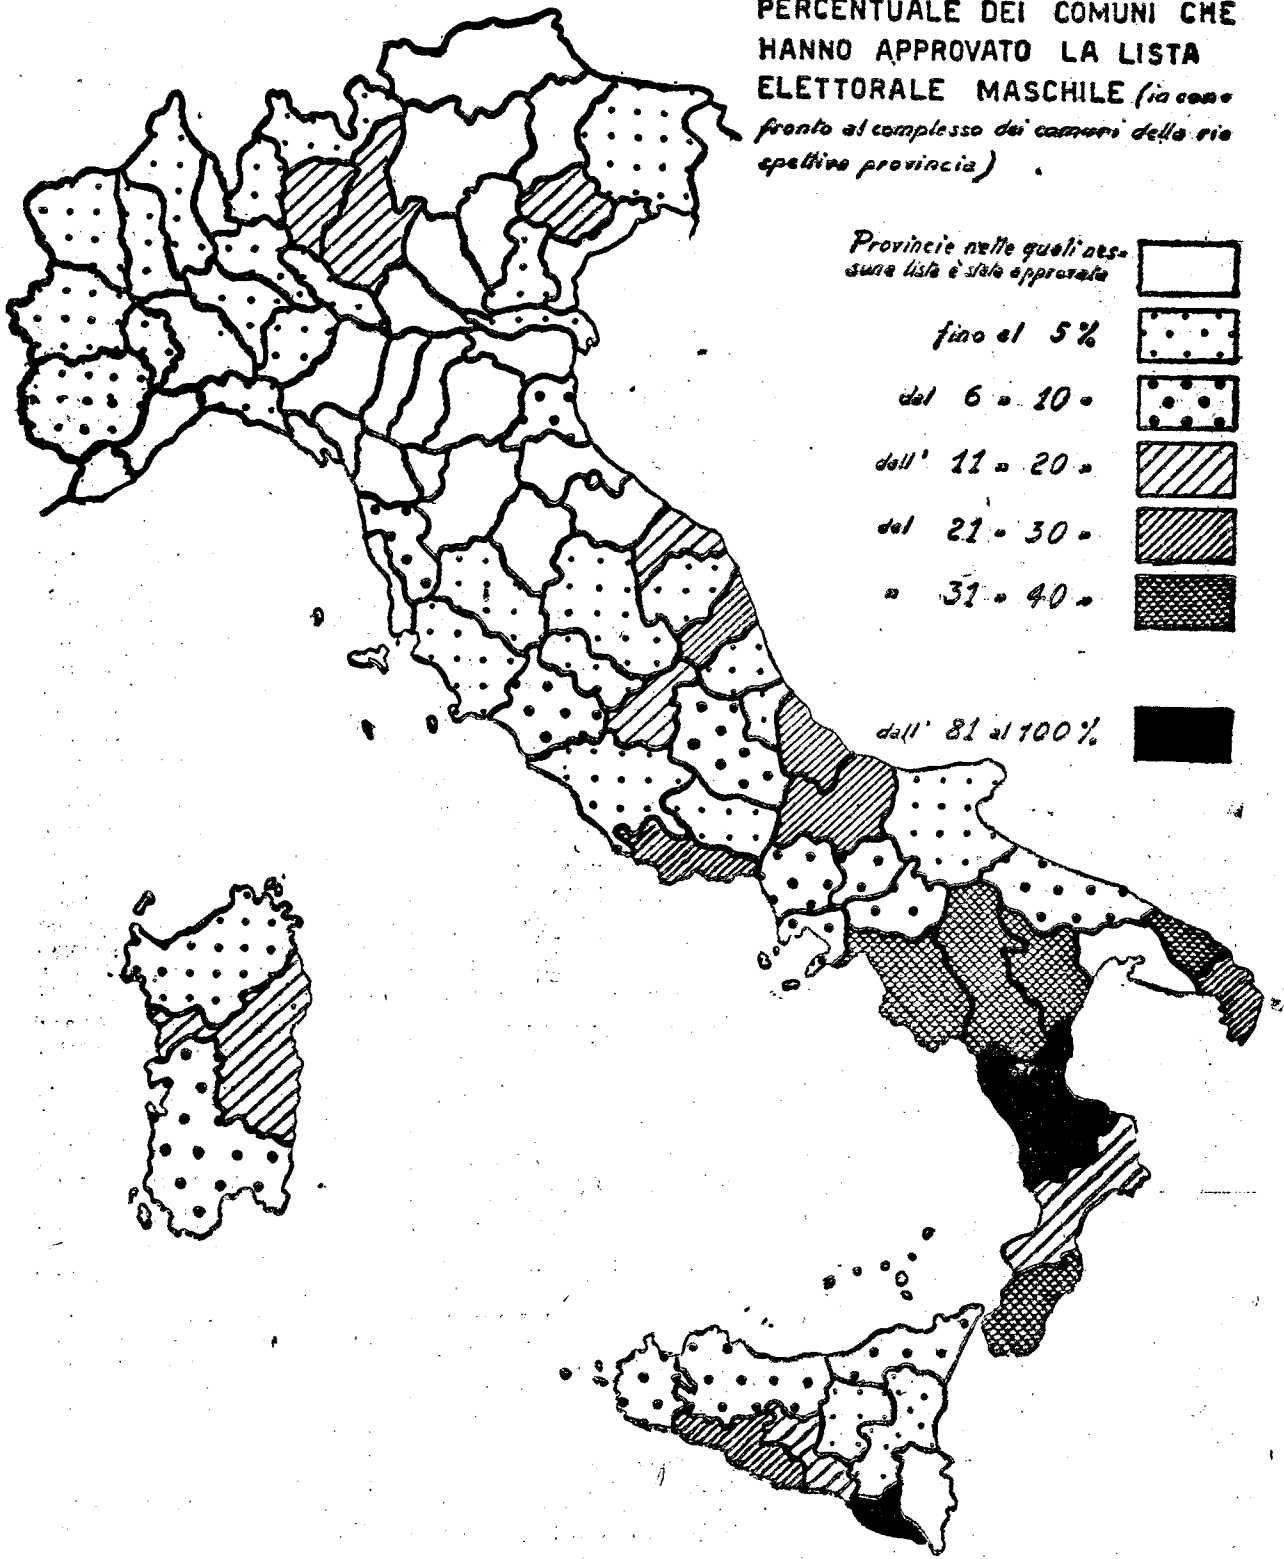 PERCENTUALE DEI COMUNI CHE
HANNO APPROVATO LA LISTA
ELETTORALE MASCHILE (in con-
fronto al complesso dei comuni della ri-
spettiva provincia)
Provincie nelle quali nes-
suna lista è stata approvata
fino al 5%
dal 6 " 10 "
dall' 11 " 20 "
dal 21 " 30 "
" 31 " 40 "
dall' 81 al 100%